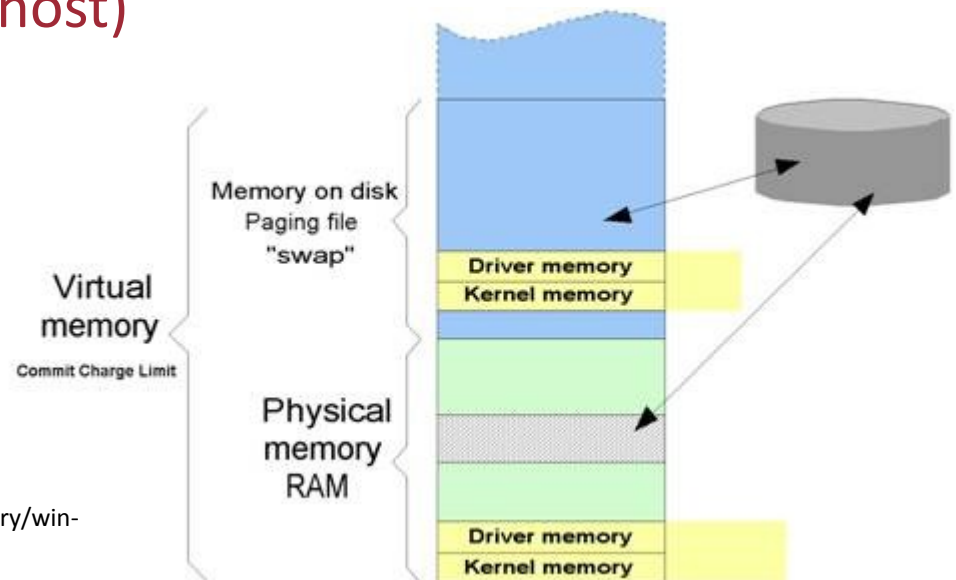 host)
Memory on disk
Paging file
"swap"
Driver memory
Kernel memory
Virtual
memory
Commit Charge Limit
Physical
memory
RAM
ry/win-
Driver memory
Kernel memory